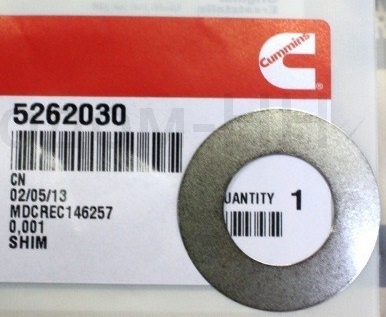 Cummins
5262030
CN
02/05/13
MDCREC146257
0,001
SHIM
UANTITY 1